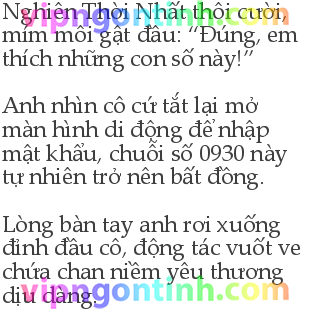 Nghiên Thời Nhất thôi cười,
mím môi gật đầu: “Đúng, em
thích những con số này!”
Anh nhìn cô cứ tắt lại mở
màn hình di động để nhập
mật khẩu, chuỗi số 0930 này
tự nhiên trở nên bất đồng.
Lòng bàn tay anh rơi xuống
đỉnh đầu cô, động tác vuốt ve
chứa chan niềm yêu thương
dịu dàng.
vipngontinh.com
vipngontinh.com